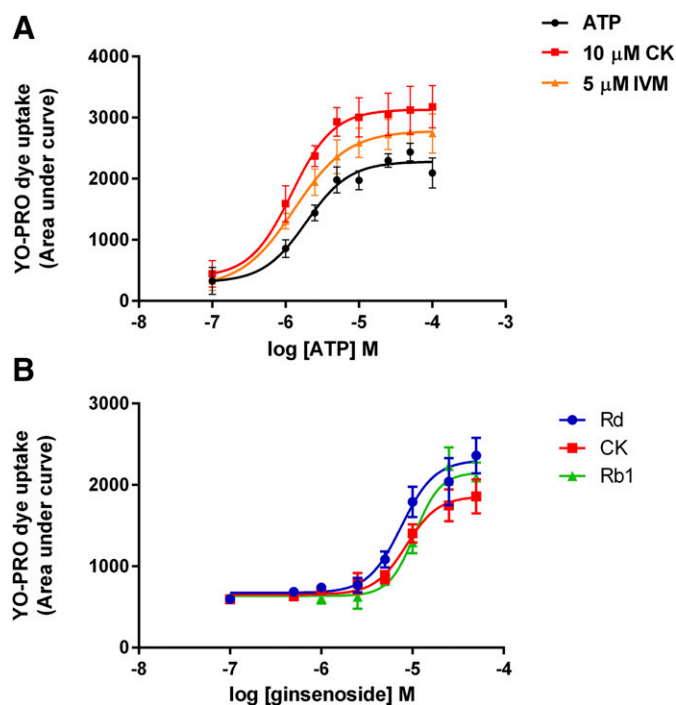 A
ATP
10 μM CK
5 μM IVM
YO-PRO dye uptake
(Area under curve)
4000
3000
2000
1000
0
-8
-7
-6
-5
-4
-3
log [ATP] M
B
Rd
CK
Rb1
YO-PRO dye uptake
(Area under curve)
3000
2000
1000
0
-8
-7
-6
-5
-4
log [ginsenoside] M